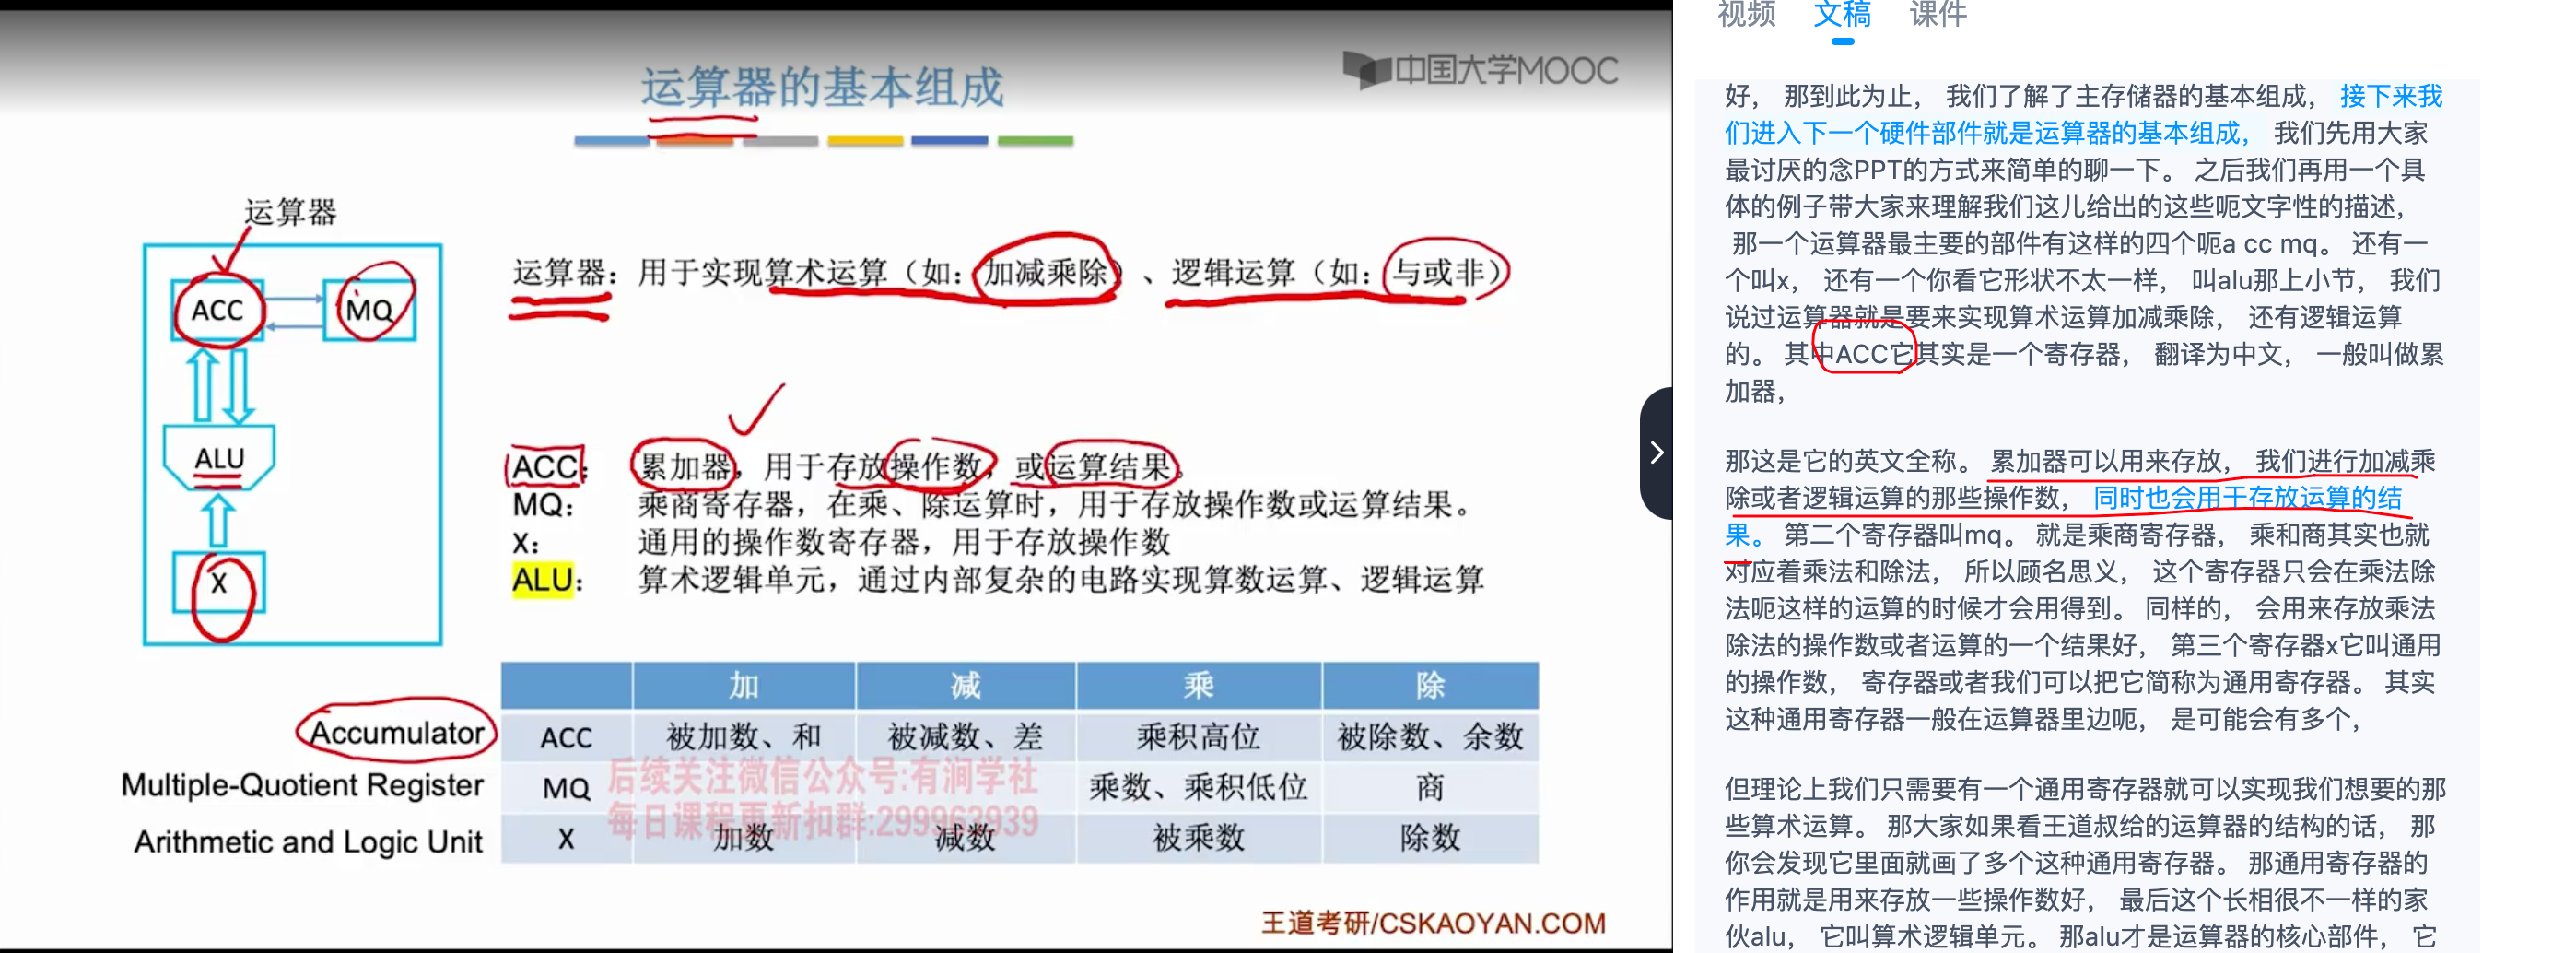 运算器的基本组成
中国大学MOOC
运算器
ACC
MQ
ALU
X
运算器：用于实现算术运算（如：加减乘除）、逻辑运算（如：与或非）
ACC： 累加器，用于存放操作数，或运算结果。
MQ： 乘商寄存器，在乘、除运算时，用于存放操作数或运算结果。
X： 通用的操作数寄存器，用于存放操作数
ALU： 算术逻辑单元，通过内部复杂的电路实现算数运算、逻辑运算
加 减 乘 除
Accumulator ACC 被加数、和 被减数、差 乘积高位 被除数、余数
Multiple-Quotient Register MQ 乘数、乘积低位 商
Arithmetic and Logic Unit X 加数 减数 被乘数 除数
后续关注微信公众号:有涧学社
每日课程更新扣群:299963939
王道考研/CSKAOYAN.COM
视频 文稿 课件
好， 那到此为止， 我们了解了主存储器的基本组成， 接下来我
们进入下一个硬件部件就是运算器的基本组成， 我们先用大家
最讨厌的念PPT的方式来简单的聊一下。 之后我们再用一个具
体的例子带大家来理解我们这儿给出的这些呃文字性的描述，
那一个运算器最主要的部件有这样的四个呃a cc mq。 还有一
个叫x， 还有一个你看它形状不太一样， 叫alu那上小节， 我们
说过运算器就是要来实现算术运算加减乘除， 还有逻辑运算
的。 其中ACC它其实是一个寄存器， 翻译为中文， 一般叫做累
加器，
那这是它的英文全称。 累加器可以用来存放， 我们进行加减乘
除或者逻辑运算的那些操作数， 同时也会用于存放运算的结
果。 第二个寄存器叫mq。 就是乘商寄存器， 乘和商其实也就
对应着乘法和除法， 所以顾名思义， 这个寄存器只会在乘法除
法呃这样的运算的时候才会用得到。 同样的， 会用来存放乘法
除法的操作数或者运算的一个结果好， 第三个寄存器x它叫通用
的操作数， 寄存器或者我们可以把它简称为通用寄存器。 其实
这种通用寄存器一般在运算器里边呃， 是可能会有多个，
但理论上我们只需要有一个通用寄存器就可以实现我们想要的那
些算术运算。 那大家如果看王道叔给的运算器的结构的话， 那
你会发现它里面就画了多个这种通用寄存器。 那通用寄存器的
作用就是用来存放一些操作数好， 最后这个长相很不一样的家
伙alu， 它叫算术逻辑单元。 那alu才是运算器的核心部件， 它